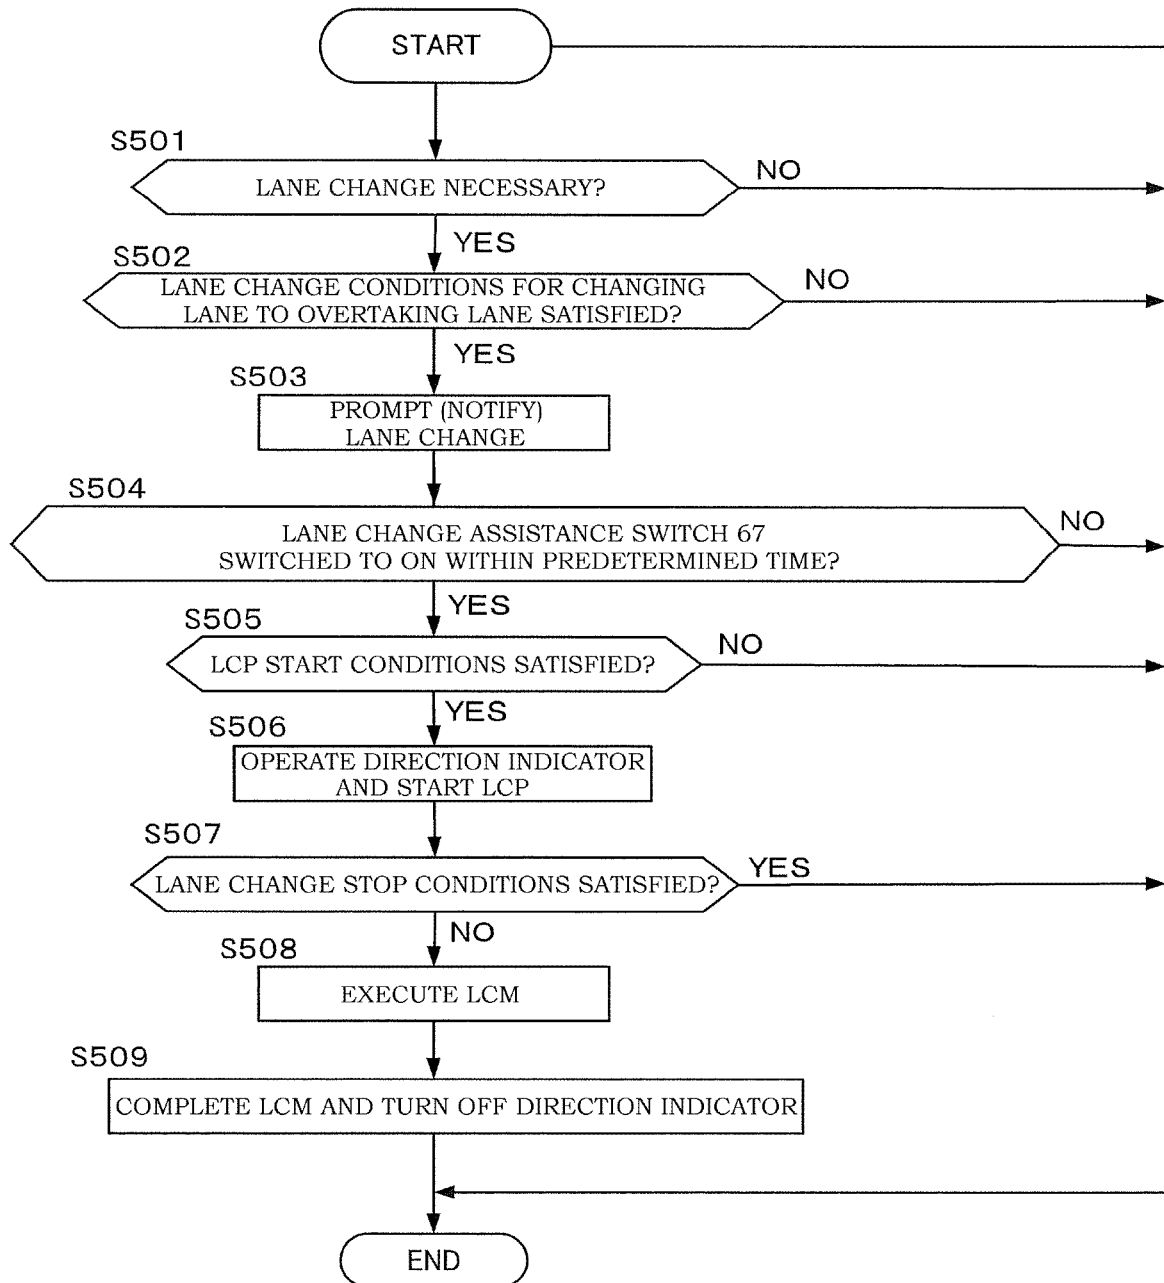 START
S501
LANE CHANGE NECESSARY?
NO
YES
S502
LANE CHANGE CONDITIONS FOR CHANGING
LANE TO OVERTAKING LANE SATISFIED?
NO
YES
S503
PROMPT (NOTIFY)
LANE CHANGE
S504
LANE CHANGE ASSISTANCE SWITCH 67
SWITCHED TO ON WITHIN PREDETERMINED TIME?
NO
YES
S505
LCP START CONDITIONS SATISFIED?
NO
YES
S506
OPERATE DIRECTION INDICATOR
AND START LCP
S507
LANE CHANGE STOP CONDITIONS SATISFIED?
YES
NO
S508
EXECUTE LCM
S509
COMPLETE LCM AND TURN OFF DIRECTION INDICATOR
END